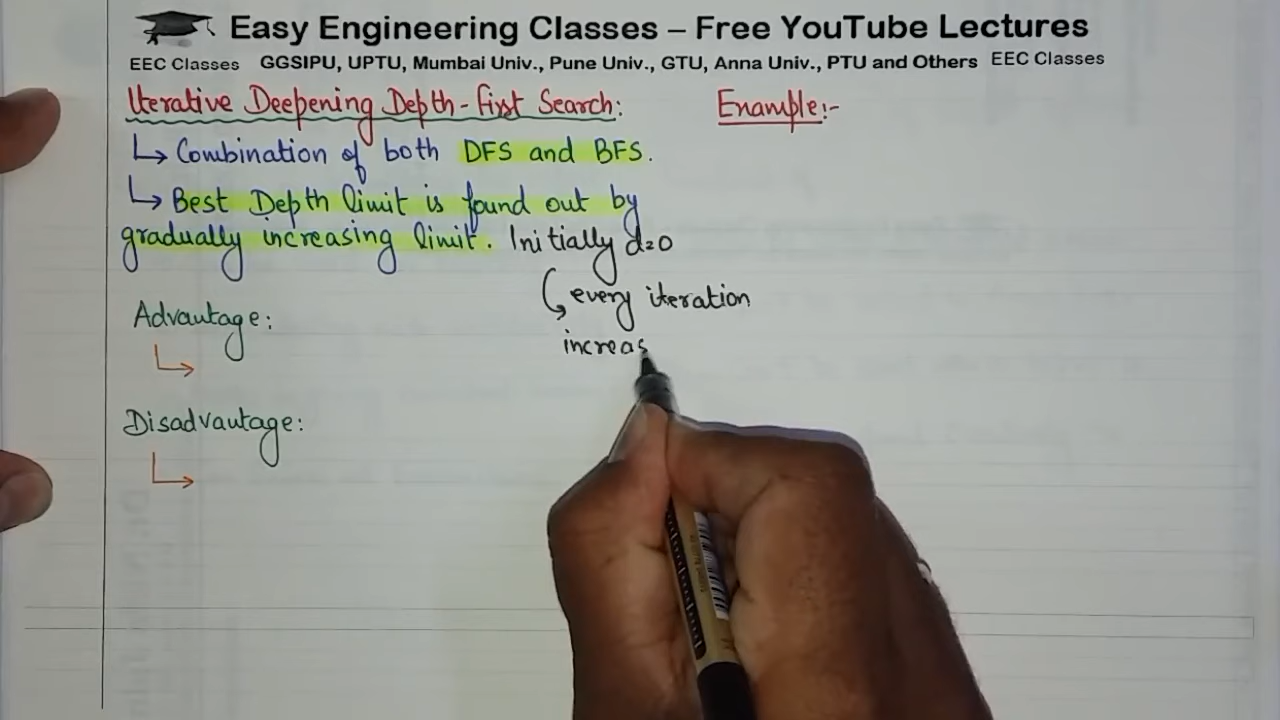 Easy Engineering Classes – Free YouTube Lectures
EEC Classes GGSIPU, UPTU, Mumbai Univ., Pune Univ., GTU, Anna Univ., PTU and Others EEC Classes
Iterative Deepening Depth-First Search:
Example:-
↳ Combination of both DFS and BFS.
↳ Best Depth limit is found out by
gradually increasing limit. Initially d=0
every iteration
increas
Advantage:
Disadvantage: